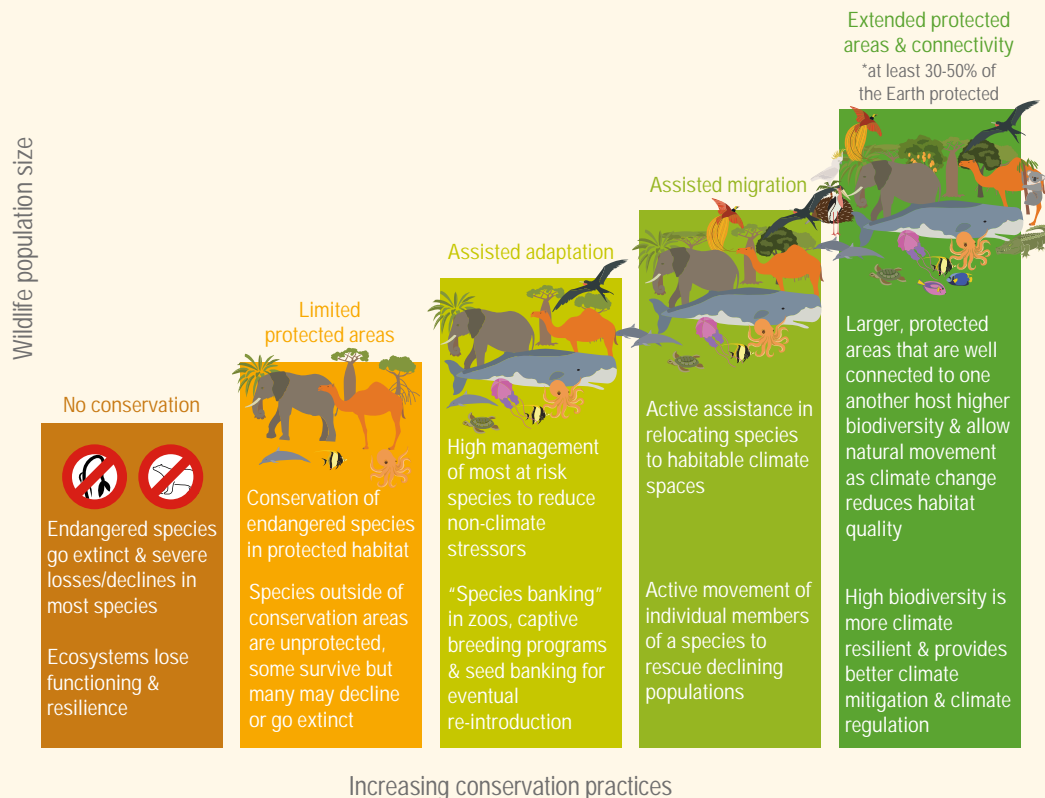 Wildlife population size
No conservation
Endangered species
go extinct & severe
losses/declines in
most species
Ecosystems lose
functioning &
resilience
Limited
protected areas
Conservation of
endangered species
in protected habitat
Species outside of
conservation areas
are unprotected,
some survive but
many may decline
or go extinct
Assisted adaptation
High management
of most at risk
species to reduce
non-climate
stressors
“Species banking”
in zoos, captive
breeding programs
& seed banking for
eventual
re-introduction
Assisted migration
Active assistance in
relocating species
to habitable climate
spaces
Active movement of
individual members
of a species to
rescue declining
populations
Extended protected
areas & connectivity
*at least 30-50% of
the Earth protected
Larger, protected
areas that are well
connected to one
another host higher
biodiversity & allow
natural movement
as climate change
reduces habitat
quality
High biodiversity is
more climate
resilient & provides
better climate
mitigation & climate
regulation
Increasing conservation practices